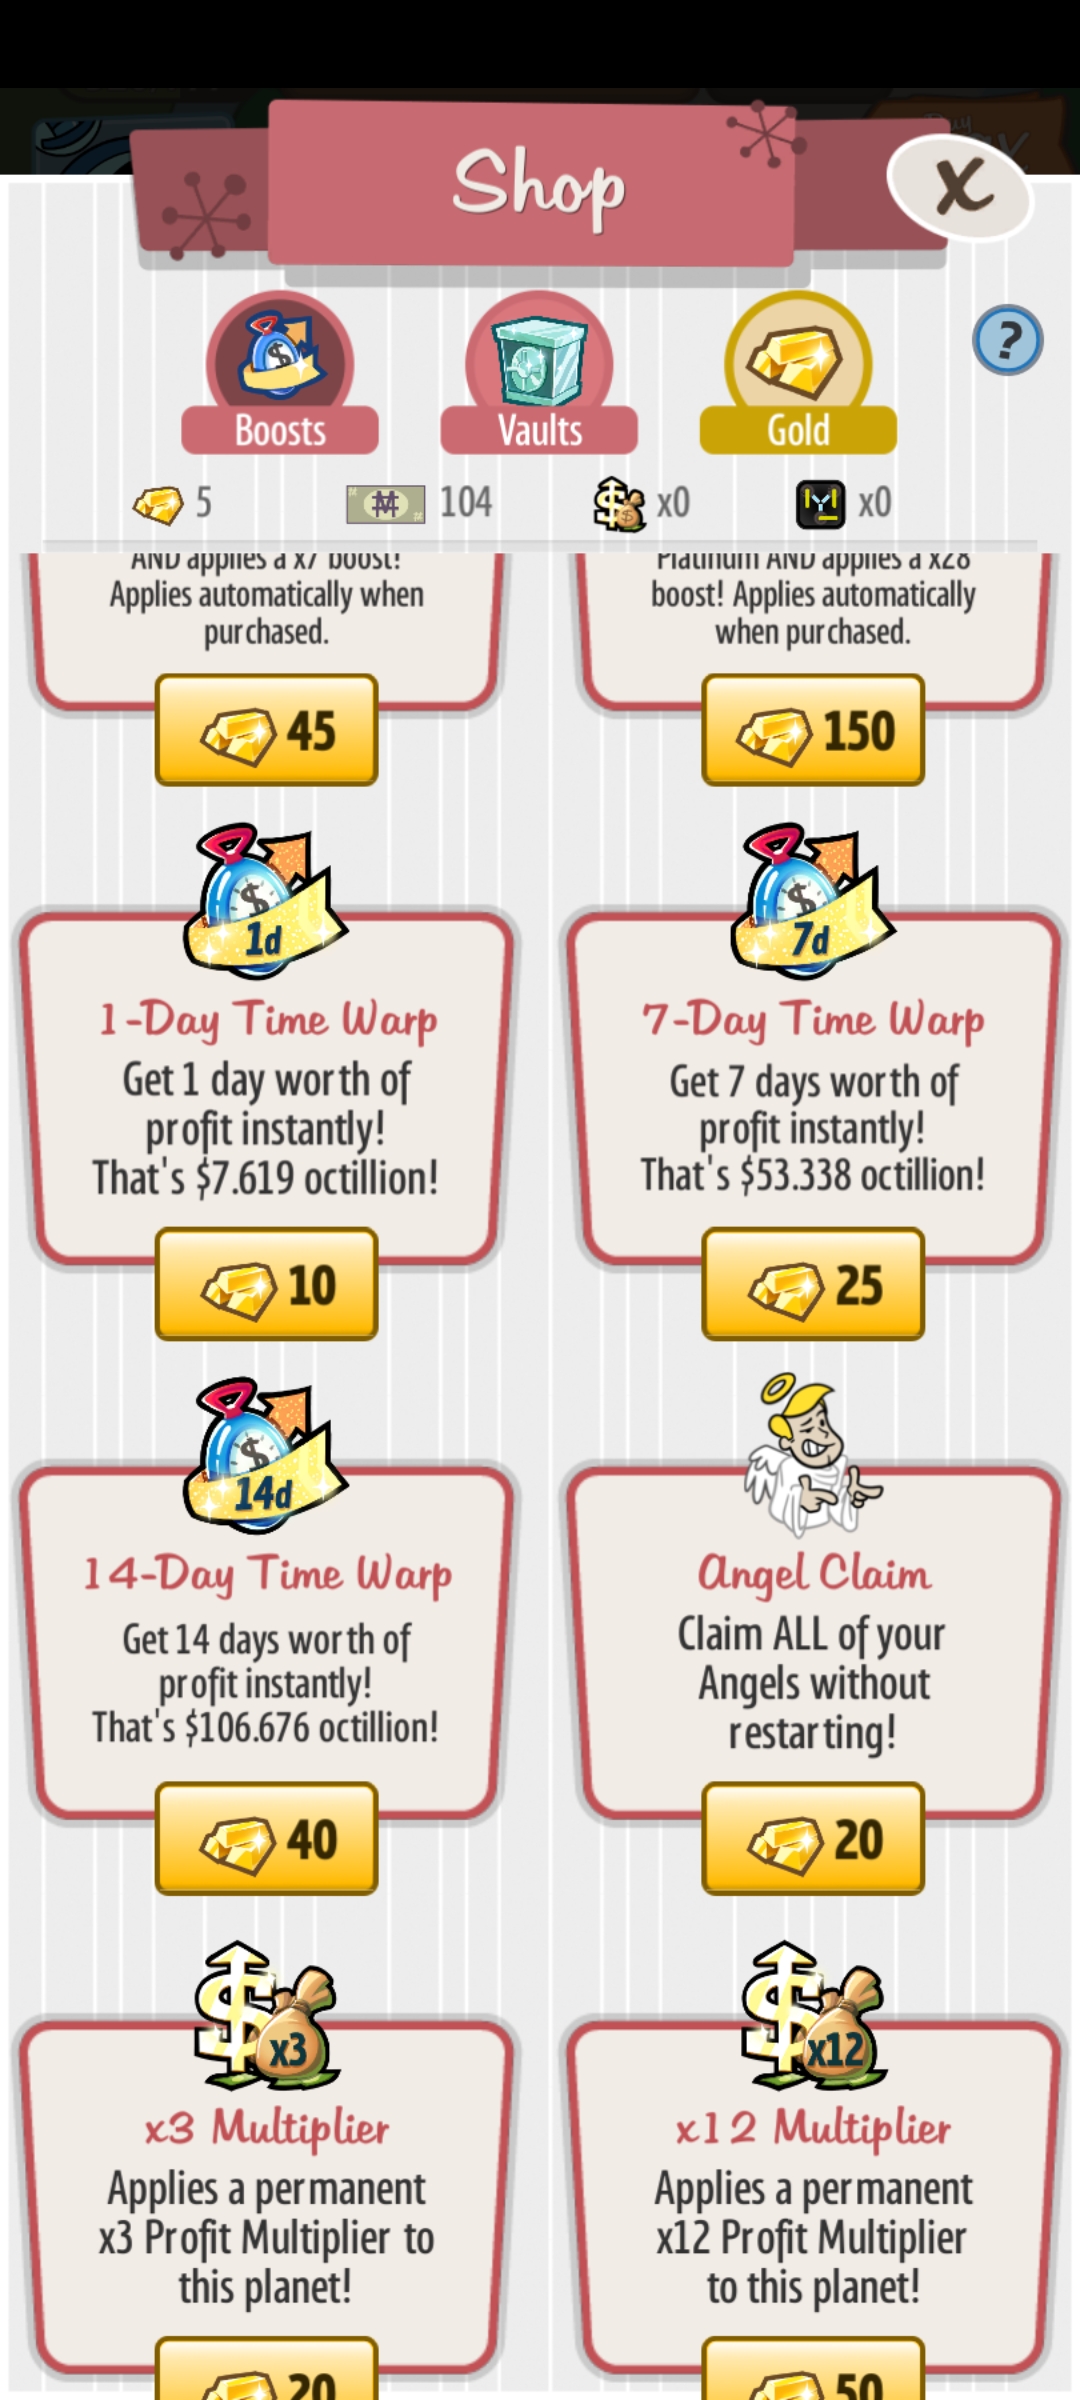 Shop
X
?
Boosts
Vaults
Gold
5
104
x0
x0
AND applies a x7 boost!
Applies automatically when
purchased.
45
Platinum AND applies a x28
boost! Applies automatically
when purchased.
150
1d
1-Day Time Warp
Get 1 day worth of
profit instantly!
That's $7.619 octillion!
10
7d
7-Day Time Warp
Get 7 days worth of
profit instantly!
That's $53.338 octillion!
25
14d
14-Day Time Warp
Get 14 days worth of
profit instantly!
That's $106.676 octillion!
40
Angel Claim
Claim ALL of your
Angels without
restarting!
20
x3
x3 Multiplier
Applies a permanent
x3 Profit Multiplier to
this planet!
20
x12
x12 Multiplier
Applies a permanent
x12 Profit Multiplier
to this planet!
50